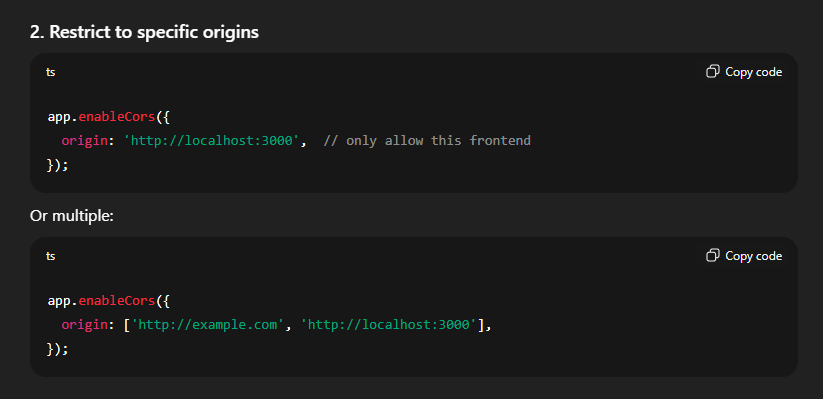 2. Restrict to specific origins
ts Copy code
app.enableCors({
  origin: 'http://localhost:3000',  // only allow this frontend
});
Or multiple:
ts Copy code
app.enableCors({
  origin: ['http://example.com', 'http://localhost:3000'],
});